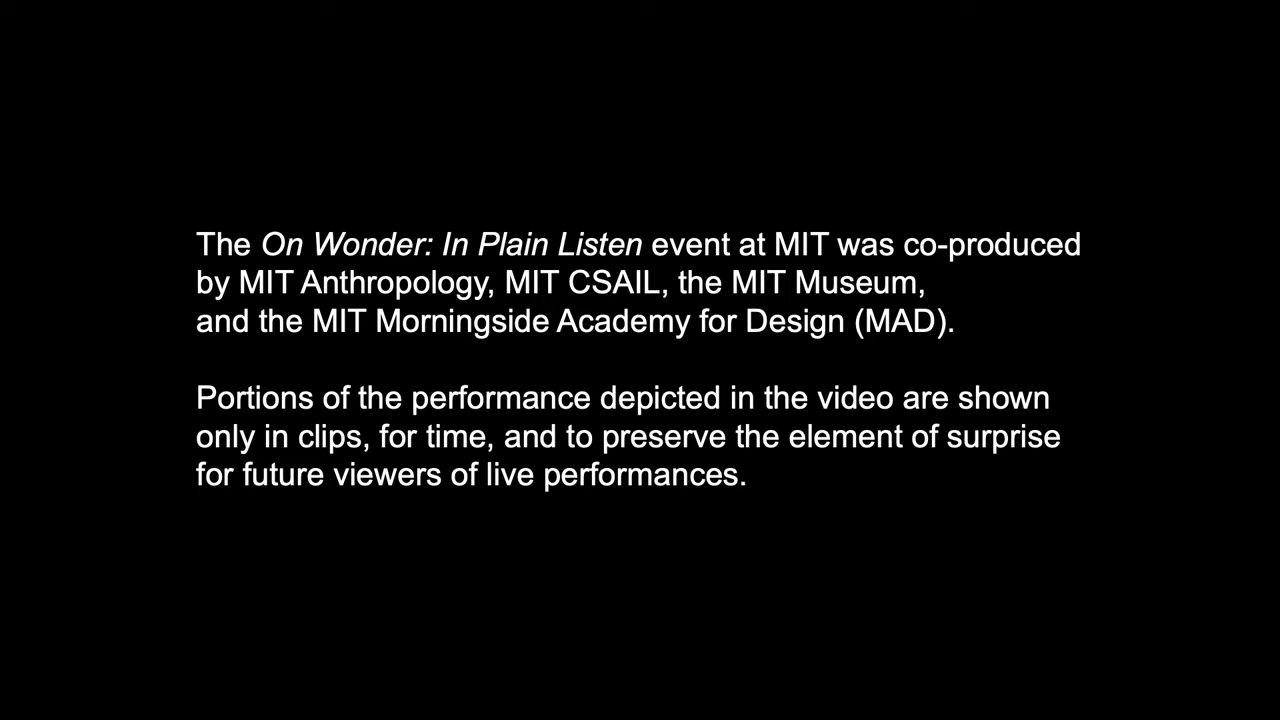 The On Wonder: In Plain Listen event at MIT was co-produced
by MIT Anthropology, MIT CSAIL, the MIT Museum,
and the MIT Morningside Academy for Design (MAD).
Portions of the performance depicted in the video are shown
only in clips, for time, and to preserve the element of surprise
for future viewers of live performances.